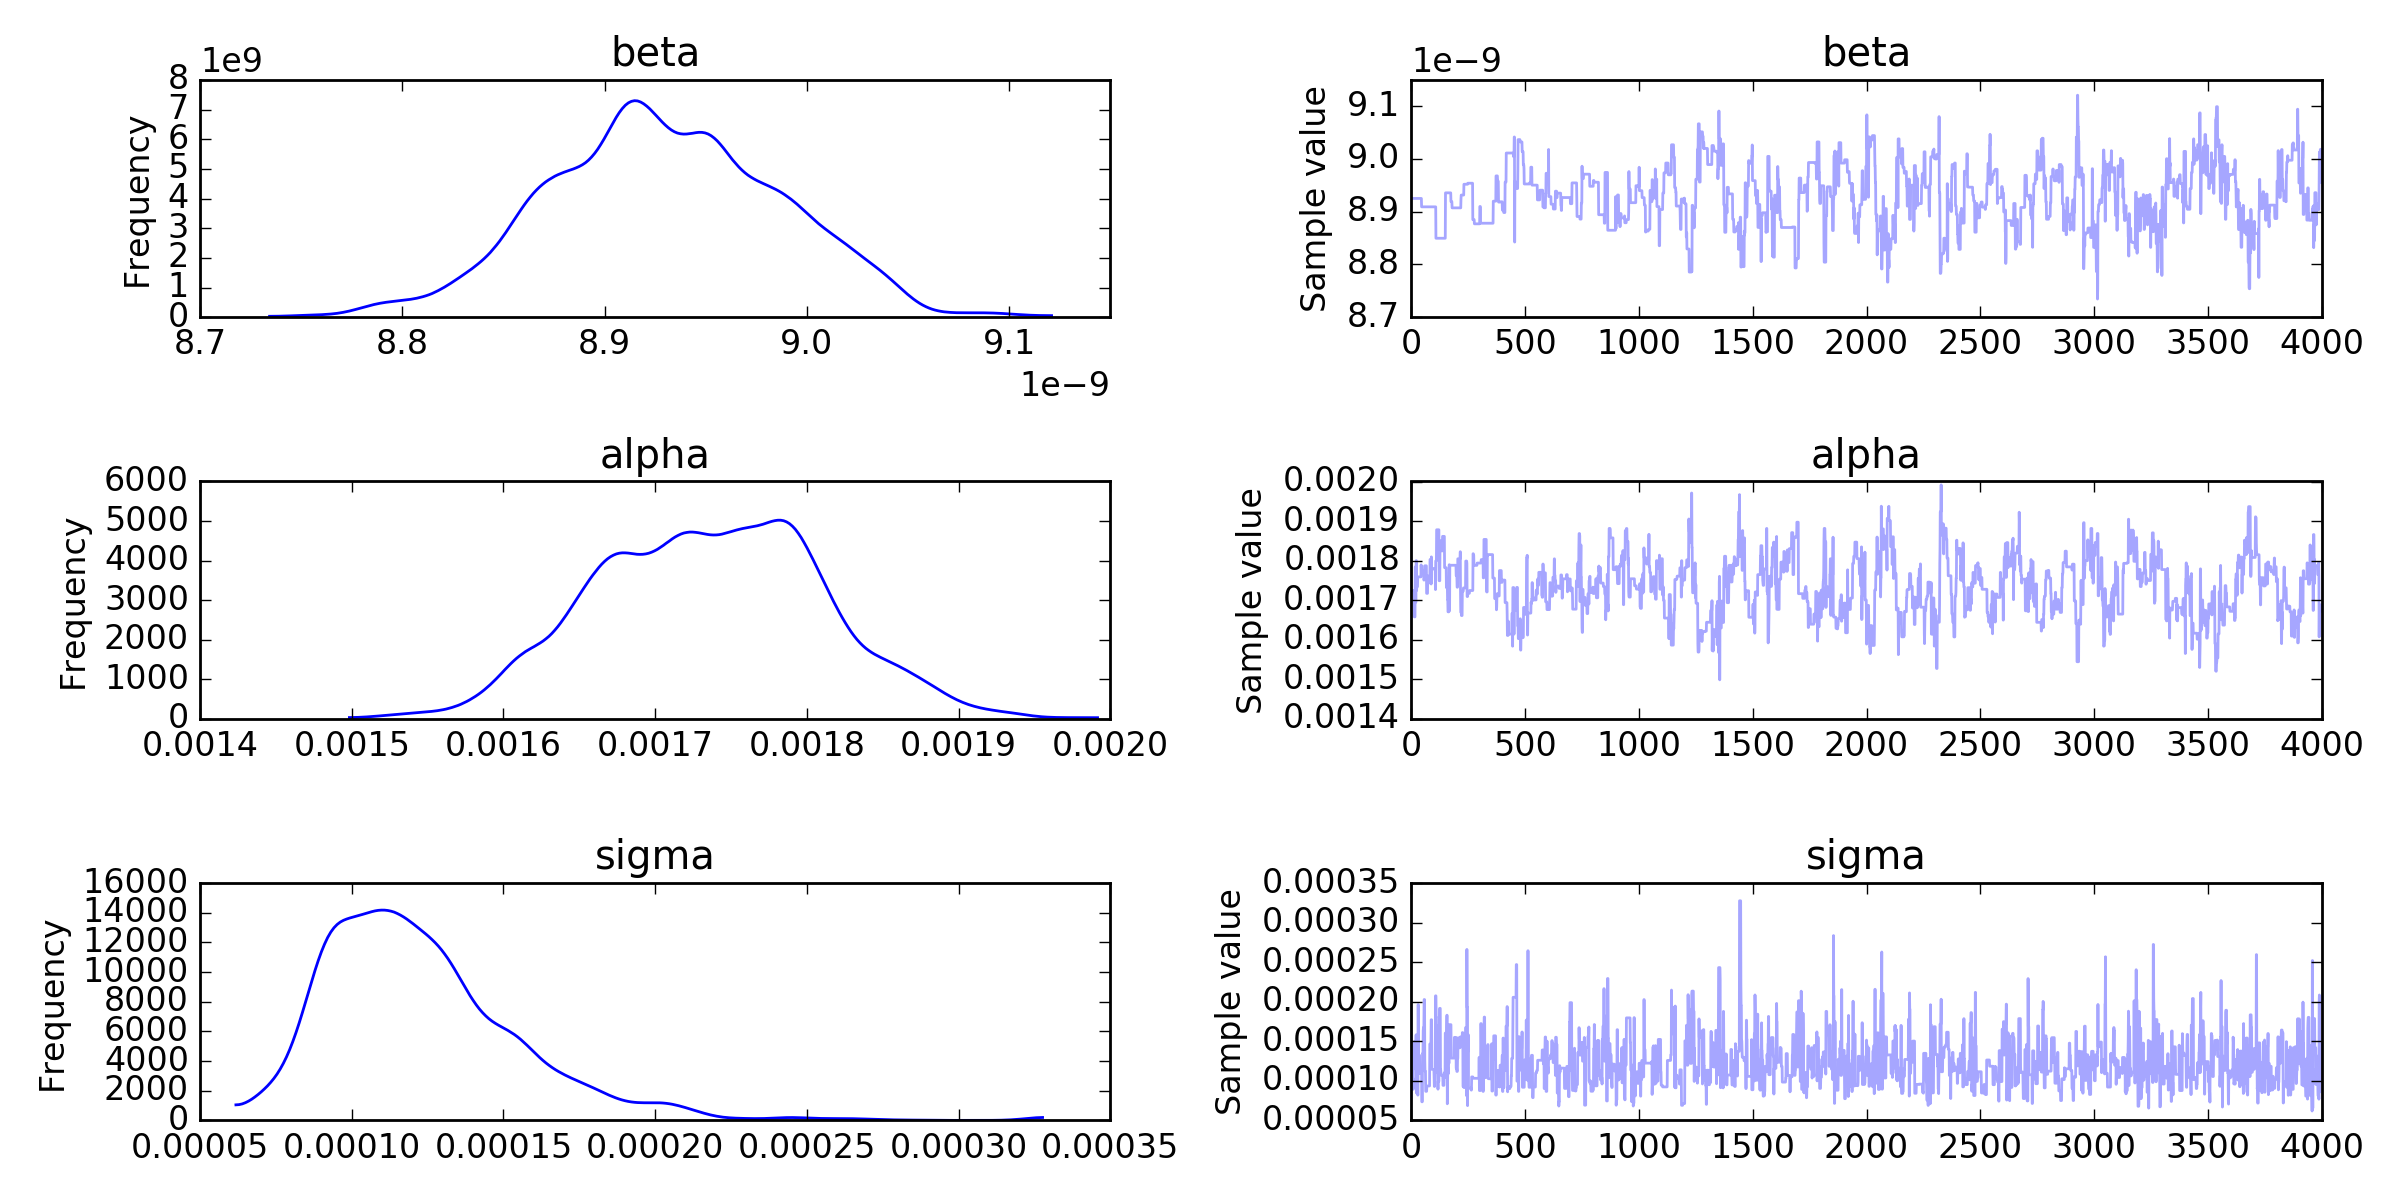 beta
1e9
8
7
6
5
4
3
2
1
0
Frequency
8.7 8.8 8.9 9.0 9.1
1e−9
beta
1e−9
9.1
9.0
8.9
8.8
8.7
Sample value
0 500 1000 1500 2000 2500 3000 3500 4000
alpha
6000
5000
4000
3000
2000
1000
0
Frequency
0.0014 0.0015 0.0016 0.0017 0.0018 0.0019 0.0020
alpha
0.0020
0.0019
0.0018
0.0017
0.0016
0.0015
0.0014
Sample value
0 500 1000 1500 2000 2500 3000 3500 4000
sigma
16000
14000
12000
10000
8000
6000
4000
2000
0
Frequency
0.00005 0.00010 0.00015 0.00020 0.00025 0.00030 0.00035
sigma
0.00035
0.00030
0.00025
0.00020
0.00015
0.00010
0.00005
Sample value
0 500 1000 1500 2000 2500 3000 3500 4000